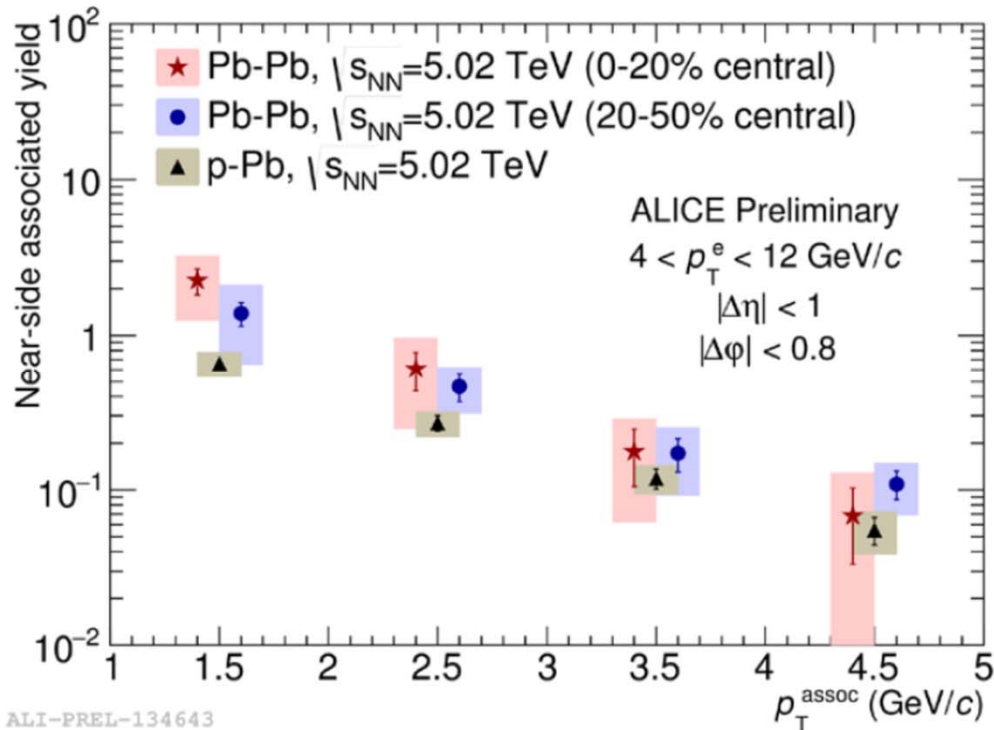 Near-side associated yield
10²
10
1
10⁻¹
10⁻²
Pb-Pb, √sNN=5.02 TeV (0-20% central)
Pb-Pb, √sNN=5.02 TeV (20-50% central)
p-Pb, √sNN=5.02 TeV
ALICE Preliminary
4 < pTᵉ < 12 GeV/c
|Δη| < 1
|Δφ| < 0.8
1 1.5 2 2.5 3 3.5 4 4.5 5
pTᵃˢˢᵒᶜ (GeV/c)
ALI-PREL-134643